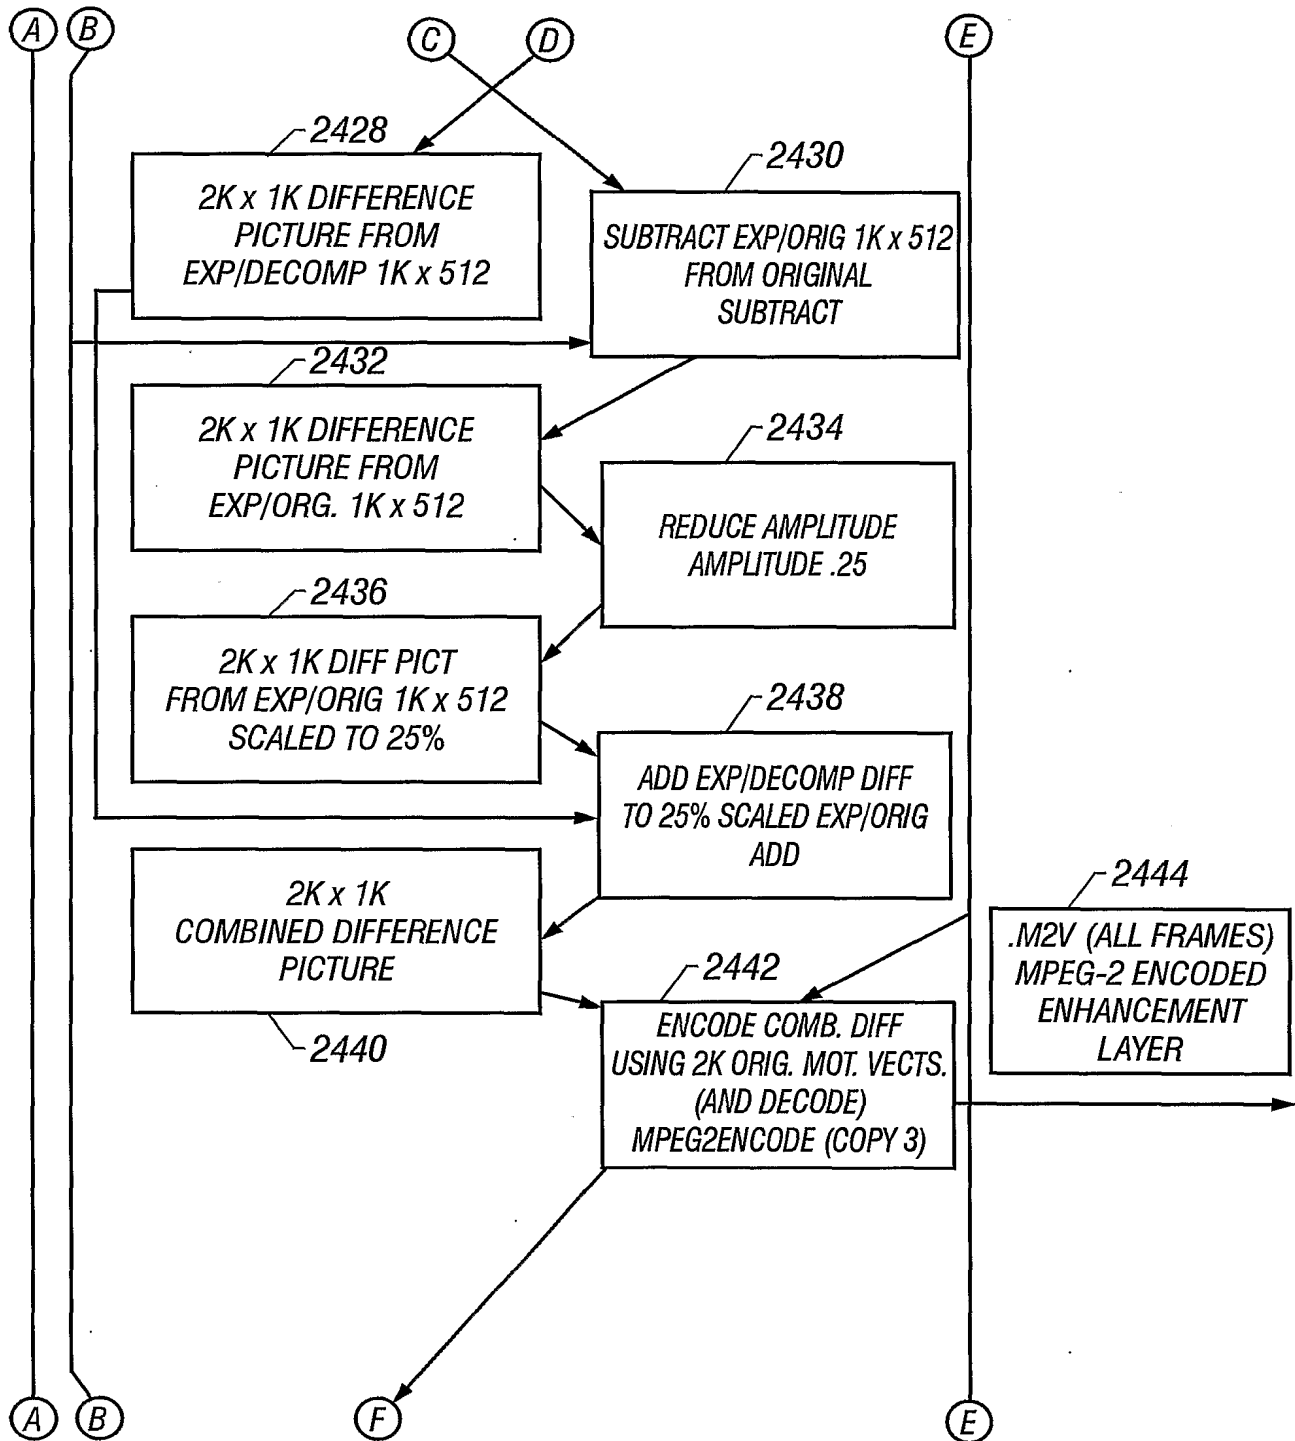 A
B
C
D
E
2428
2K x 1K DIFFERENCE
PICTURE FROM
EXP/DECOMP 1K x 512
2430
SUBTRACT EXP/ORIG 1K x 512
FROM ORIGINAL
SUBTRACT
2432
2K x 1K DIFFERENCE
PICTURE FROM
EXP/ORG. 1K x 512
2434
REDUCE AMPLITUDE
AMPLITUDE .25
2436
2K x 1K DIFF PICT
FROM EXP/ORIG 1K x 512
SCALED TO 25%
2438
ADD EXP/DECOMP DIFF
TO 25% SCALED EXP/ORIG
ADD
2K x 1K
COMBINED DIFFERENCE
PICTURE
2440
2442
ENCODE COMB. DIFF
USING 2K ORIG. MOT. VECTS.
(AND DECODE)
MPEG2ENCODE (COPY 3)
2444
.M2V (ALL FRAMES)
MPEG-2 ENCODED
ENHANCEMENT
LAYER
A
B
F
E